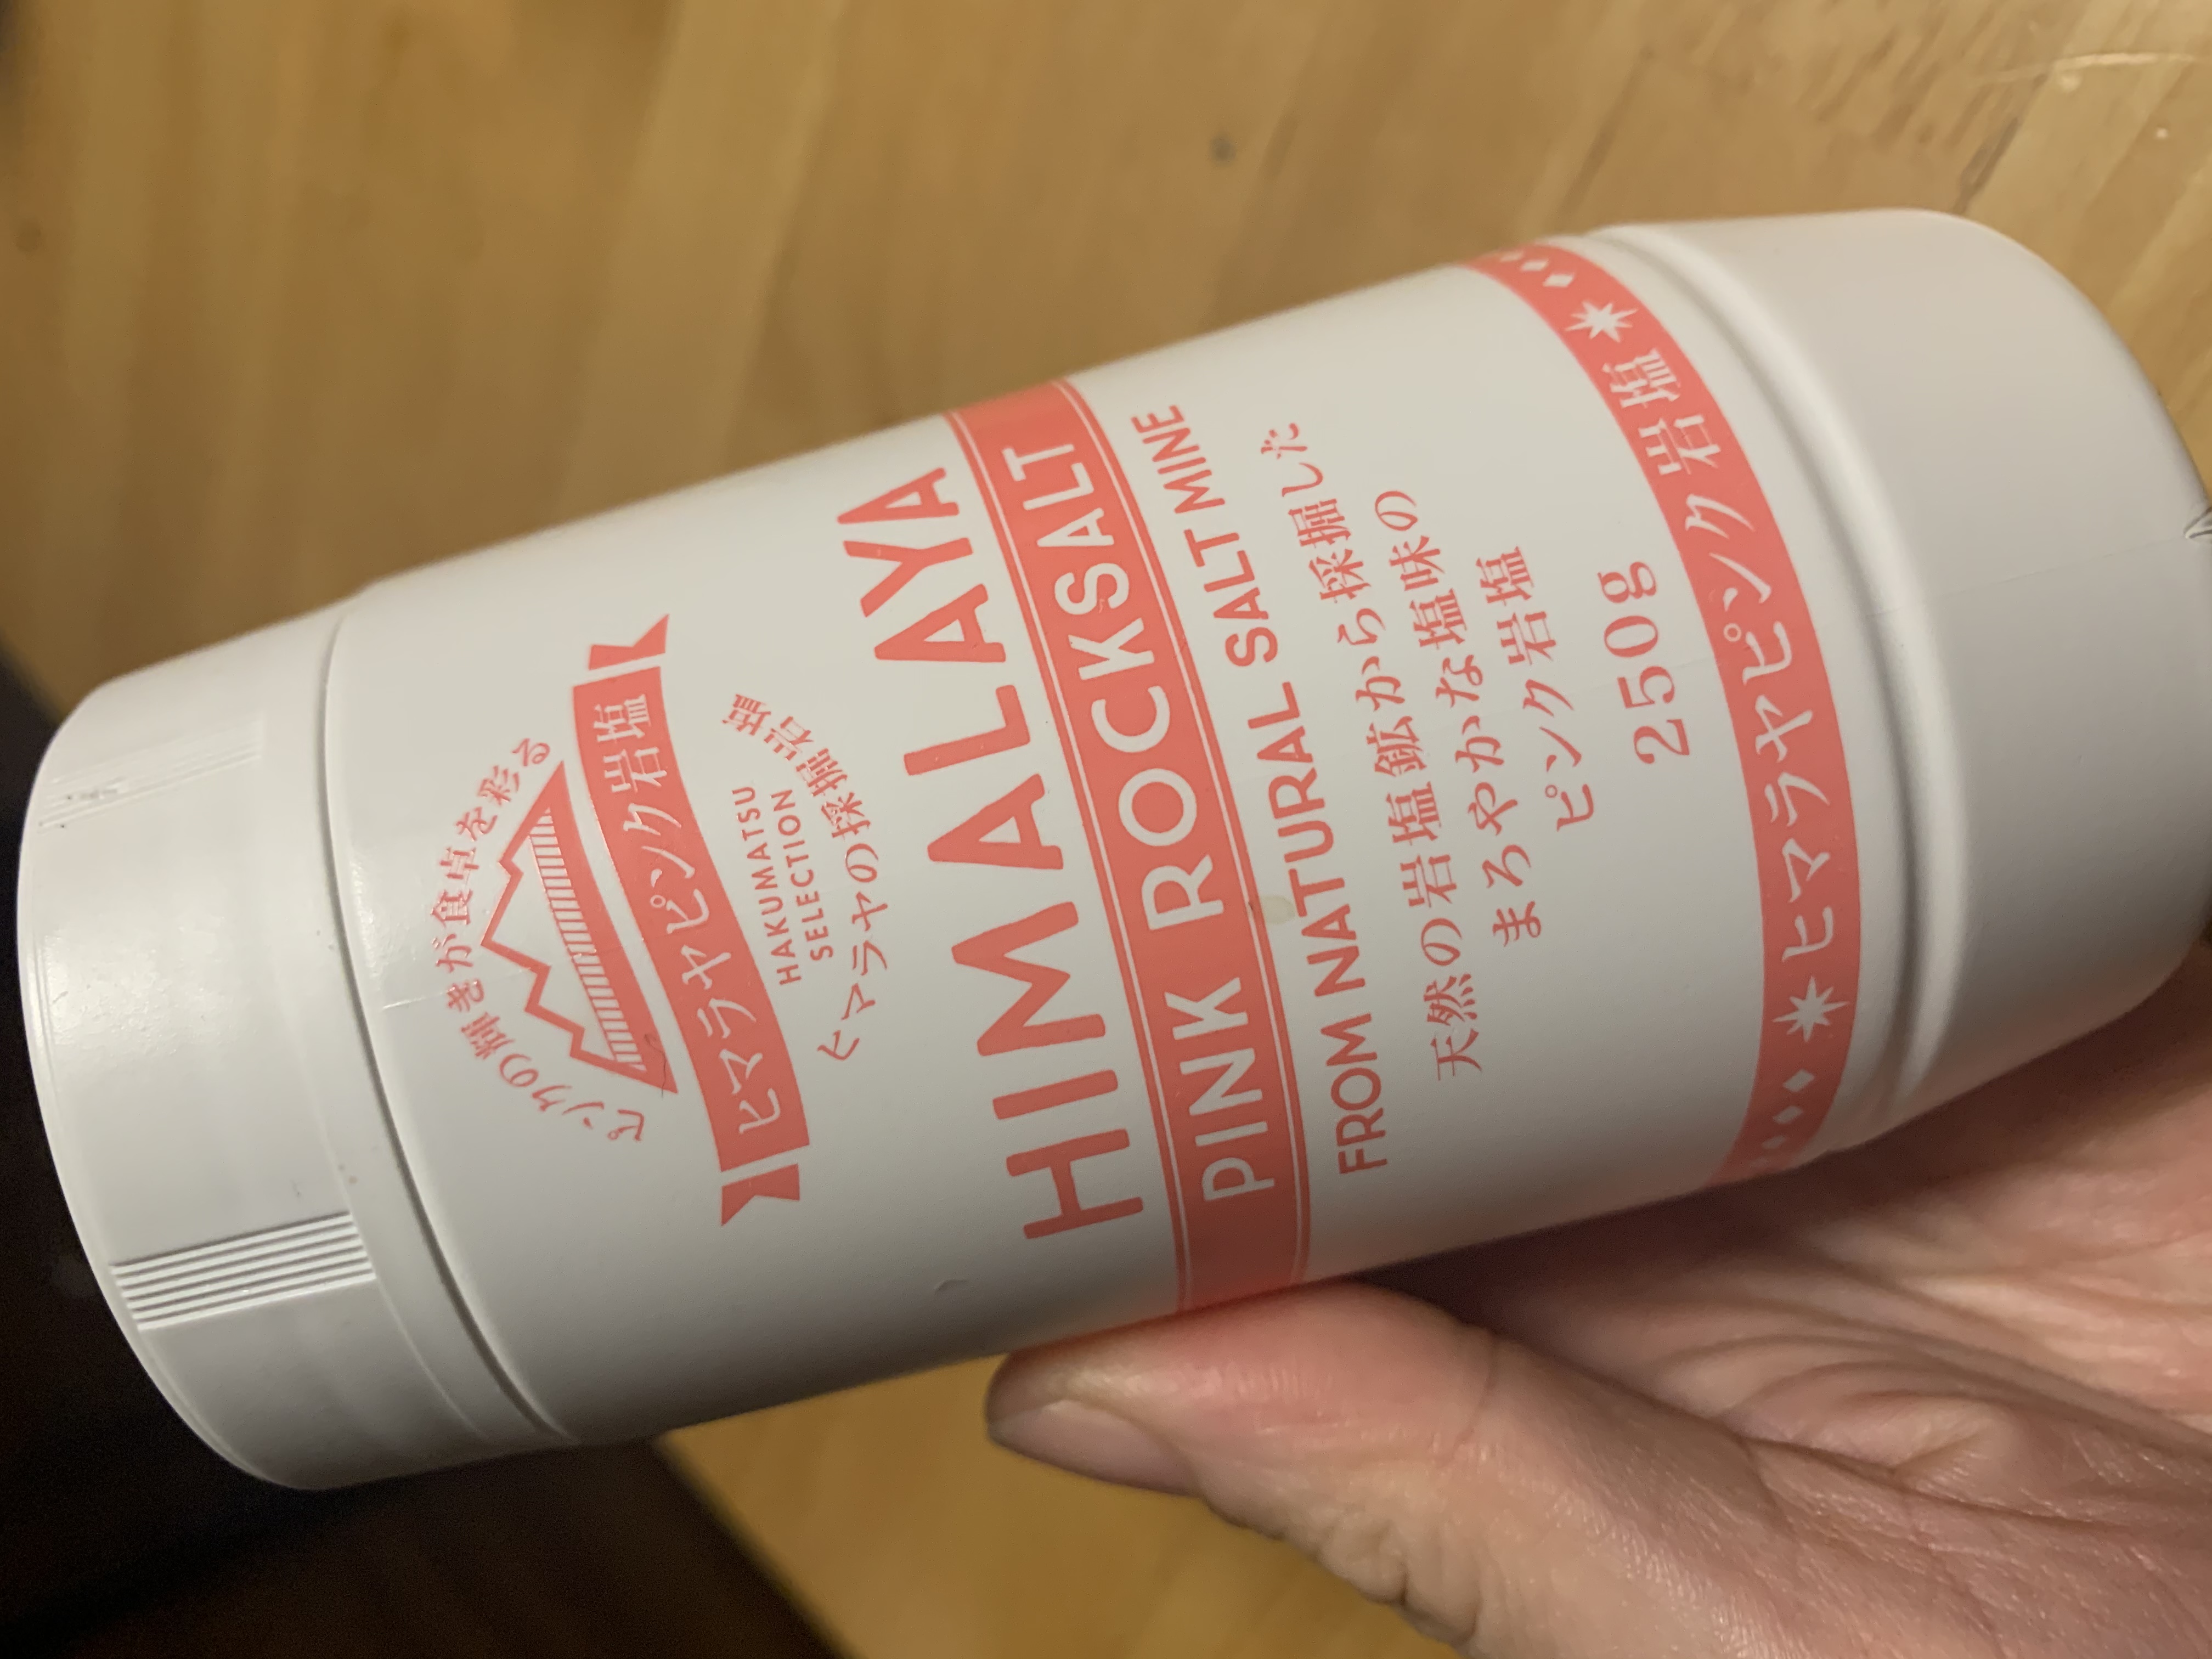 ピンクの輝きが食卓を彩る
ヒマラヤピンク岩塩
HAKUMATSU
SELECTION
ヒマラヤの採掘岩塩
HIMALAYA
PINK ROCKSALT
FROM NATURAL SALT MINE
天然の岩塩鉱から採掘した
まろやかな塩味の
ピンク岩塩
250g
ヒマラヤピンク岩塩